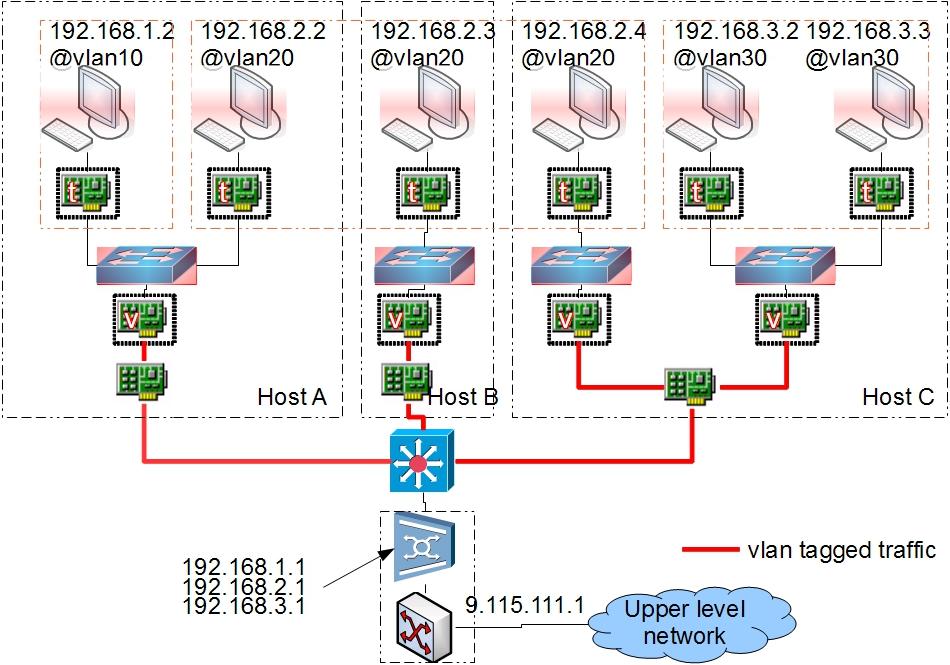 192.168.1.2
@vlan10
192.168.2.2
@vlan20
192.168.2.3
@vlan20
192.168.2.4
@vlan20
192.168.3.2
@vlan30
192.168.3.3
@vlan30
t
t
t
t
t
t
v
v
v
v
Host A
Host B
Host C
192.168.1.1
192.168.2.1
192.168.3.1
vlan tagged traffic
9.115.111.1
Upper level
network